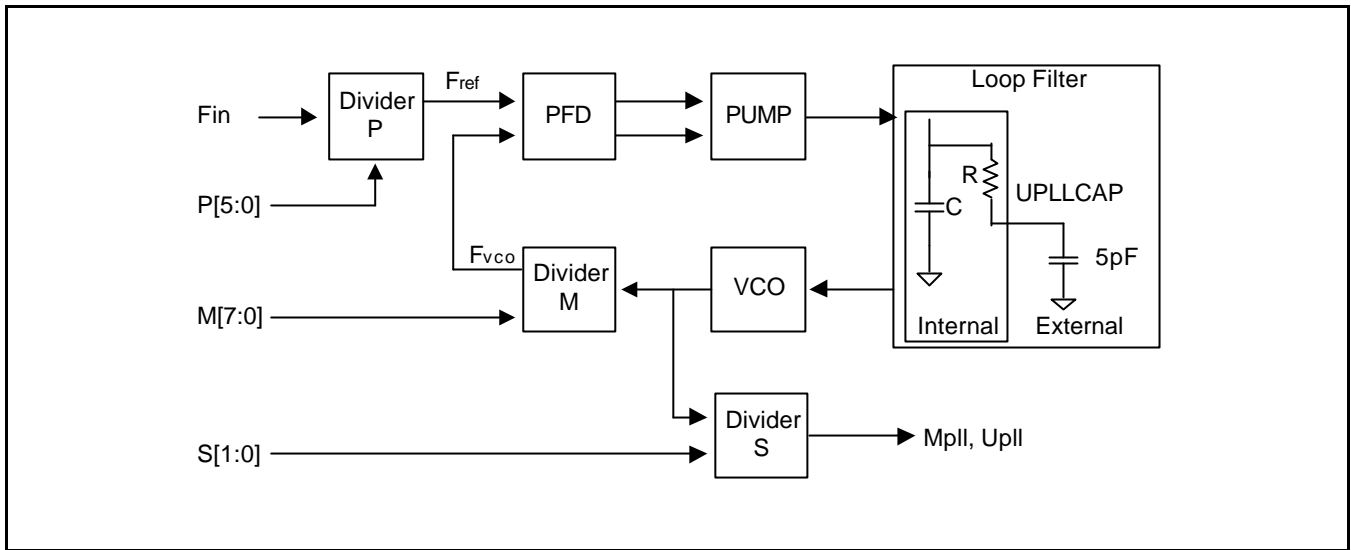 Loop Filter
Fref
Divider
P
Fin
PFD
PUMP
R
UPLLCAP
P[5:0]
C
Fvco
5pF
Divider
M
VCO
M[7:0]
Internal
External
Divider
S
Mpll, Upll
S[1:0]